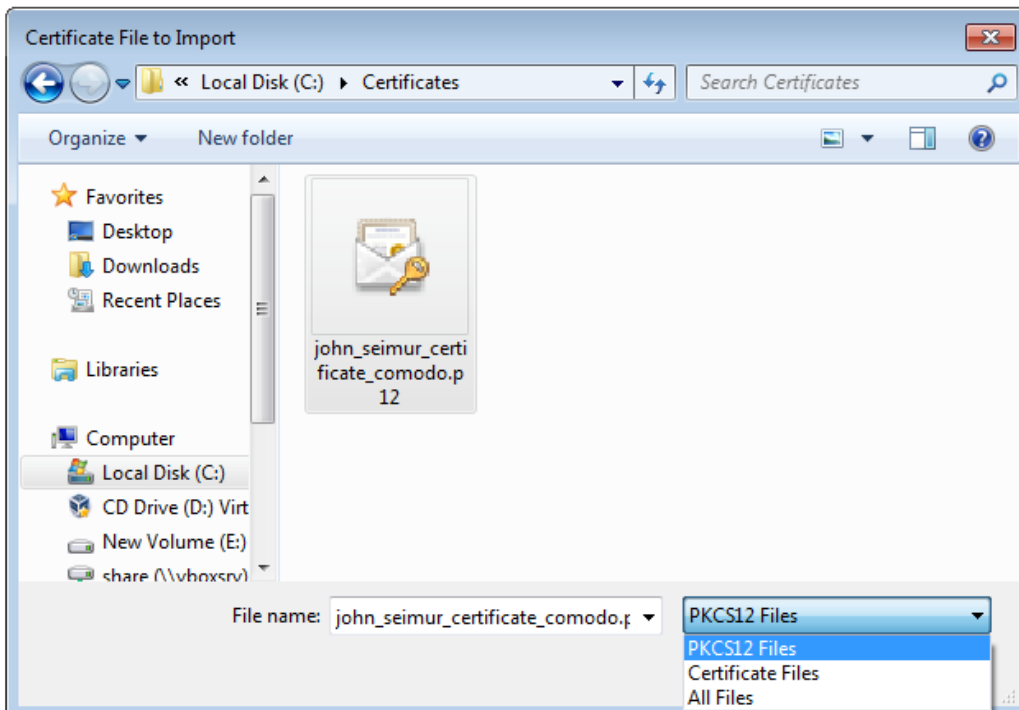 Certificate File to Import
« Local Disk (C:) Certificates
Search Certificates
Organize New folder
Favorites
Desktop
Downloads
Recent Places
Libraries
Computer
Local Disk (C:)
CD Drive (D:) Virt
New Volume (E:)
share (\\vboxsrv)
john_seimur_certi
ficate_comodo.p
12
File name: john_seimur_certificate_comodo.p
PKCS12 Files
PKCS12 Files
Certificate Files
All Files